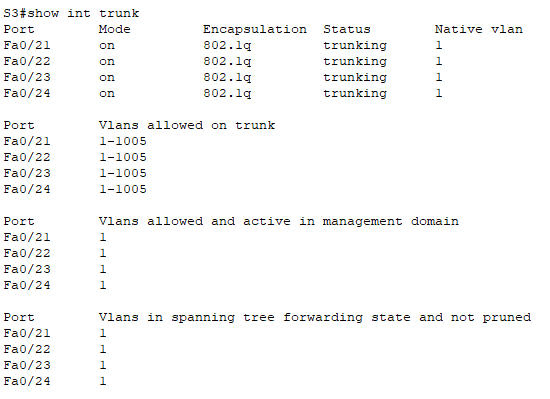 S3#show int trunk
Port Mode Encapsulation Status Native vlan
Fa0/21 on 802.1q trunking 1
Fa0/22 on 802.1q trunking 1
Fa0/23 on 802.1q trunking 1
Fa0/24 on 802.1q trunking 1
Port Vlans allowed on trunk
Fa0/21 1-1005
Fa0/22 1-1005
Fa0/23 1-1005
Fa0/24 1-1005
Port Vlans allowed and active in management domain
Fa0/21 1
Fa0/22 1
Fa0/23 1
Fa0/24 1
Port Vlans in spanning tree forwarding state and not pruned
Fa0/21 1
Fa0/22 1
Fa0/23 1
Fa0/24 1